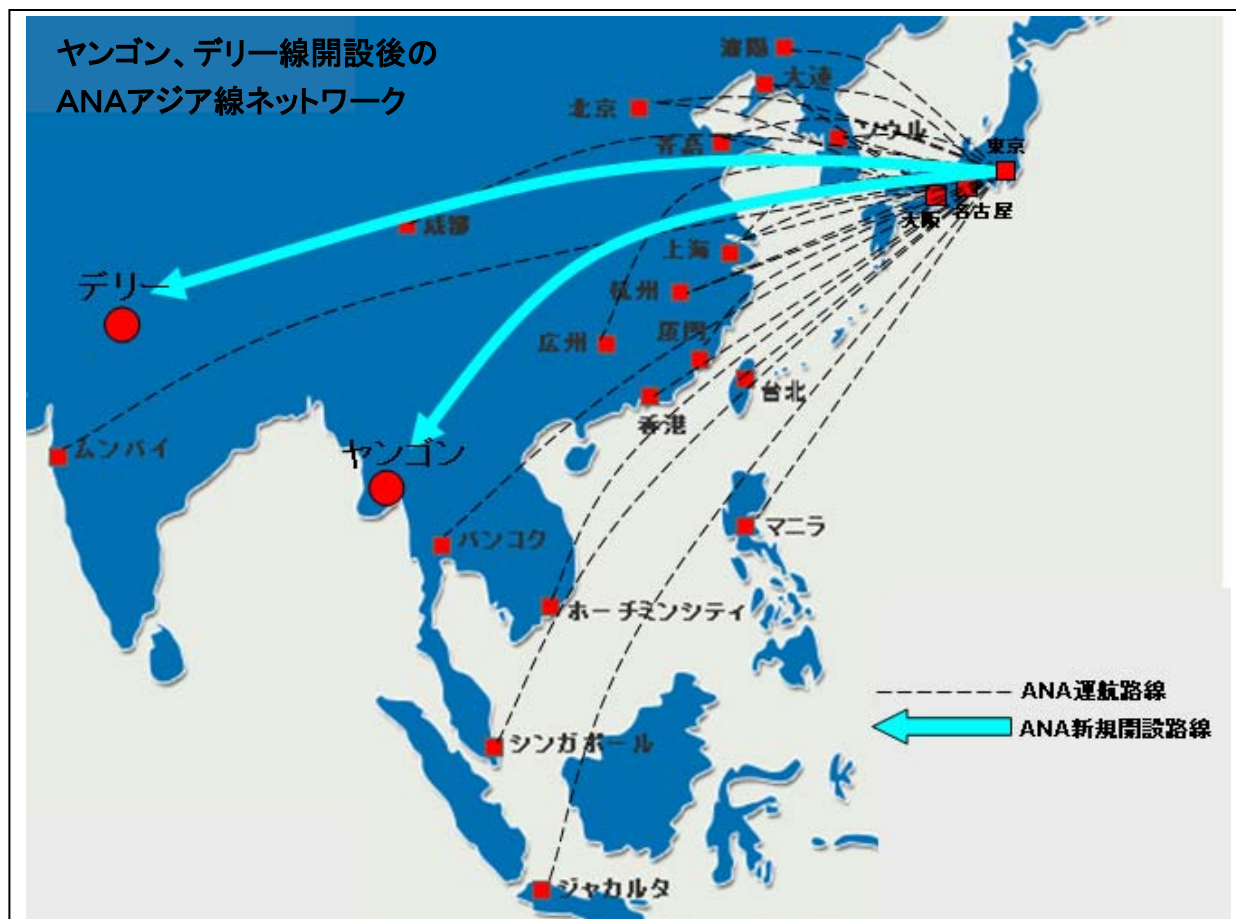 ヤンゴン、デリー線開設後の
ANAアジア線ネットワーク
瀋陽
大連
北京
青島
ソウル
東京
名古屋
大阪
成都
上海
杭州
デリー
広州
厦門
台北
香港
ムンバイ
ヤンゴン
バンコク
マニラ
ホーチミンシティ
ANA運航路線
ANA新規開設路線
シンガポール
ジャカルタ